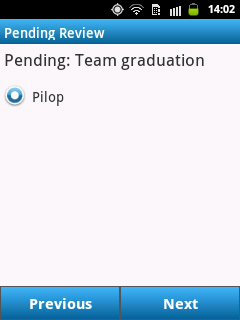 14:02
Pending Review
Pending: Team graduation
Pilop
Previous Next